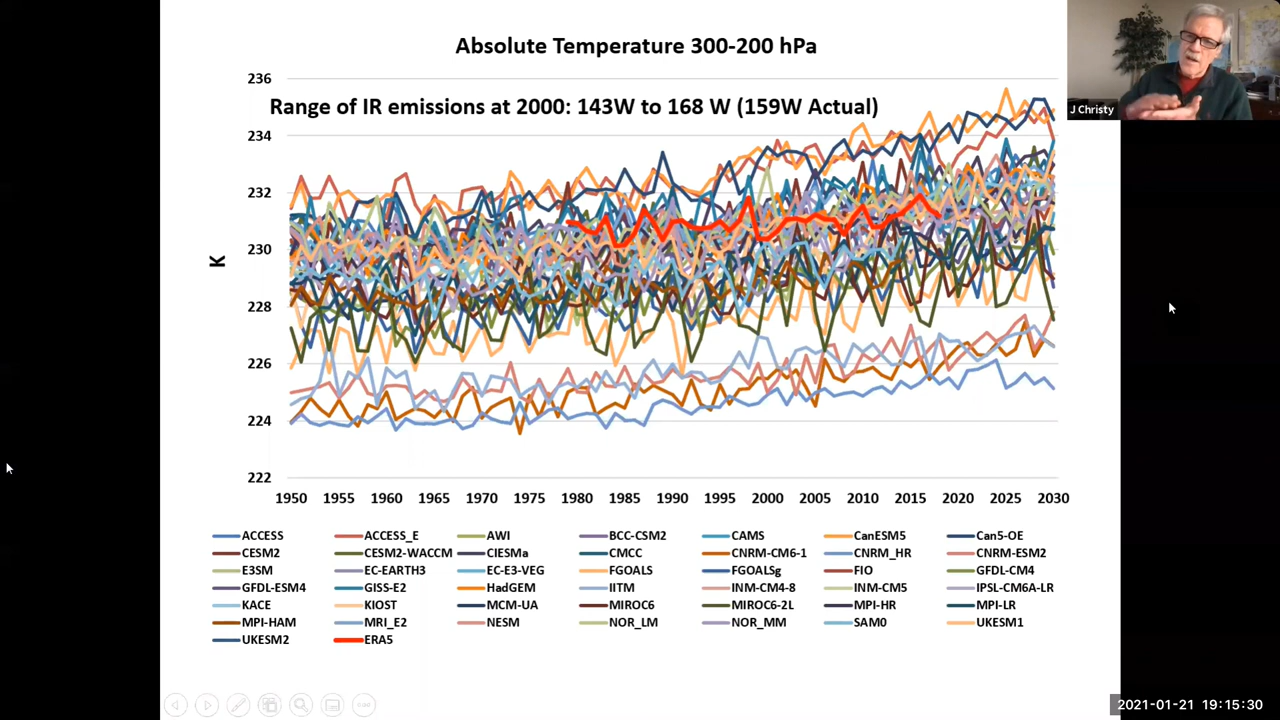 Absolute Temperature 300-200 hPa
J Christy
236
Range of IR emissions at 2000: 143W to 168 W (159W Actual)
234
232
230
K
228
226
224
222
1950 1955 1960 1965 1970 1975 1980 1985 1990 1995 2000 2005 2010 2015 2020 2025 2030
ACCESS ACCESS_E AWI BCC-CSM2 CAMS CanESM5 Can5-OE
CESM2 CESM2-WACCM CIESMa CMCC CNRM-CM6-1 CNRM_HR CNRM-ESM2
E3SM EC-EARTH3 EC-E3-VEG FGOALS FGOALSg FIO GFDL-CM4
GFDL-ESM4 GISS-E2 HadGEM IITM INM-CM4-8 INM-CM5 IPSL-CM6A-LR
KACE KIOST MCM-UA MIROC6 MIROC6-2L MPI-HR MPI-LR
MPI-HAM MRI_E2 NESM NOR_LM NOR_MM SAM0 UKESM1
UKESM2 ERA5
2021-01-21 19:15:30